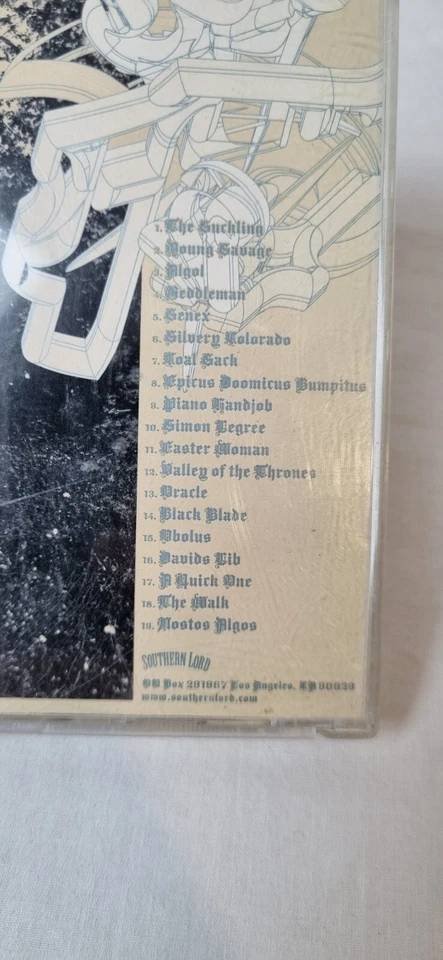 1. The Suckling
2. Young Savage
3. Algol
4. Geddleman
5. Senex
6. Silvery Colorado
7. Coal Sack
8. Epicus Doomicus Bumpitus
9. Piano Handjob
10. Simon Legree
11. Easter Woman
12. Valley of the Thrones
13. Oracle
14. Black Blade
15. Obolus
16. Davids Lib
17. A Quick One
18. The Walk
19. Nostos Algos
SOUTHERN LORD
PO Box 291967 Los Angeles, CA 90029
www.southernlord.com